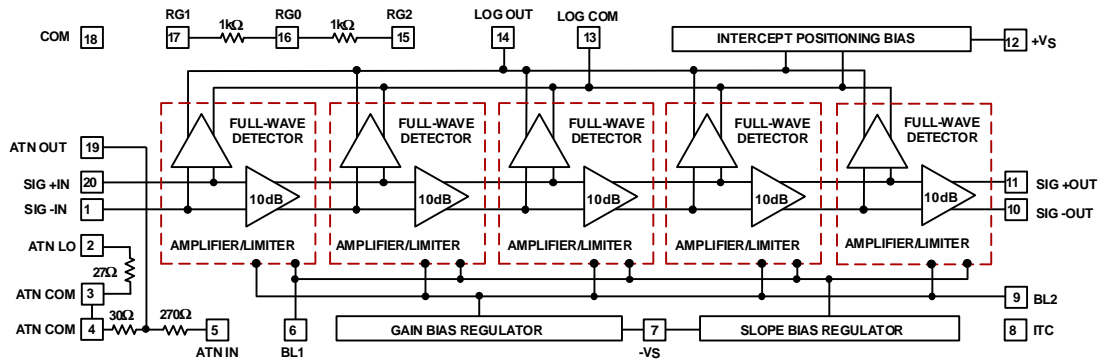 RG1 RG0 RG2 LOG OUT LOG COM
1kΩ 1kΩ
COM 18 17 16 15 14 13 INTERCEPT POSITIONING BIAS 12 +VS
FULL-WAVE DETECTOR
FULL-WAVE DETECTOR
FULL-WAVE DETECTOR
FULL-WAVE DETECTOR
FULL-WAVE DETECTOR
ATN OUT 19
SIG +IN 20
SIG -IN 1
10dB 10dB 10dB 10dB 10dB
11 SIG +OUT
10 SIG -OUT
AMPLIFIER/LIMITER AMPLIFIER/LIMITER AMPLIFIER/LIMITER AMPLIFIER/LIMITER AMPLIFIER/LIMITER
ATN LO 2
27Ω
ATN COM 3
9 BL2
ATN COM 4 30Ω 270Ω 5 6 GAIN BIAS REGULATOR 7 SLOPE BIAS REGULATOR 8 ITC
ATN IN BL1 -VS